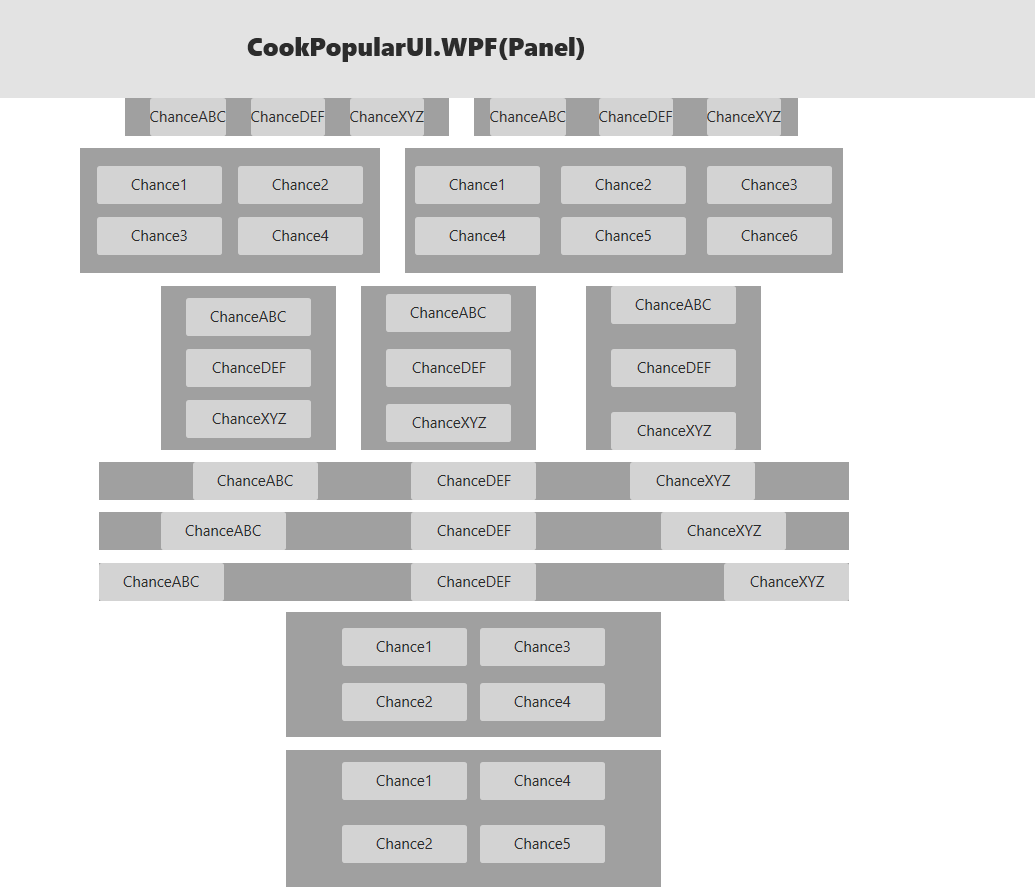 CookPopularUI.WPF(Panel)
ChanceABC ChanceDEF ChanceXYZ ChanceABC ChanceDEF ChanceXYZ
Chance1 Chance2 Chance1 Chance2 Chance3
Chance3 Chance4 Chance4 Chance5 Chance6
ChanceABC ChanceABC ChanceABC
ChanceDEF ChanceDEF ChanceDEF
ChanceXYZ ChanceXYZ ChanceXYZ
ChanceABC ChanceDEF ChanceXYZ
ChanceABC ChanceDEF ChanceXYZ
ChanceABC ChanceDEF ChanceXYZ
Chance1 Chance3
Chance2 Chance4
Chance1 Chance4
Chance2 Chance5